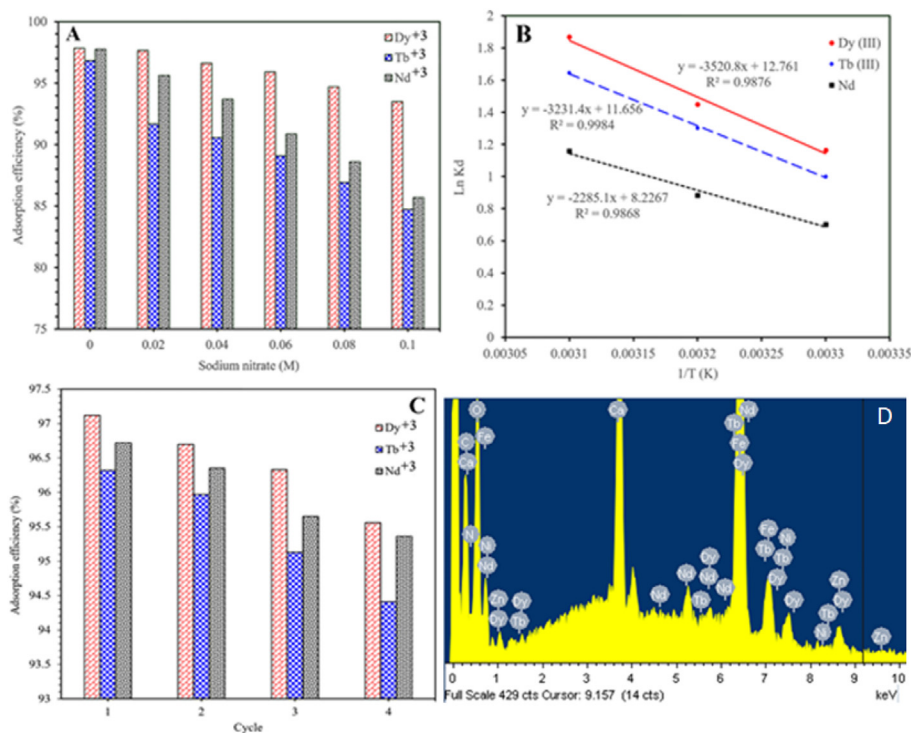 A
Dy+3
Tb+3
Nd+3
100
95
90
85
80
75
Adsorption efficiency (%)
0 0.02 0.04 0.06 0.08 0.1
Sodium nitrate (M)
B
Dy (III)
Tb (III)
Nd
2
1.8
1.6
1.4
1.2
1
0.8
0.6
0.4
0.2
0
Ln Kd
y = -3520.8x + 12.761
R² = 0.9876
y = -3231.4x + 11.656
R² = 0.9984
y = -2285.1x + 8.2267
R² = 0.9868
0.00305 0.0031 0.00315 0.0032 0.00325 0.0033 0.00335
1/T (K)
C
Dy+3
Tb+3
Nd+3
97.5
97
96.5
96
95.5
95
94.5
94
93.5
93
Adsorption efficiency (%)
1 2 3 4
Cycle
D
O
C
Fe
Ca
N
Ni
Nd
Zn
Dy
Dy
Tb
Ca
Nd
Nd
Tb
Dy
Nd
Nd
Nd
Tb
Fe
Dy
Fe
Tb
Dy
Ni
Tb
Dy
Tb
Ni
Zn
Dy
Zn
0 1 2 3 4 5 6 7 8 9 10
Full Scale 429 cts Cursor: 9.157 (14 cts) keV